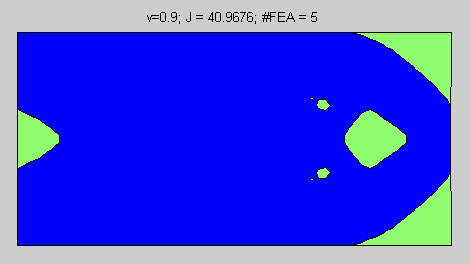 v=0.9; J = 40.9676; #FEA = 5